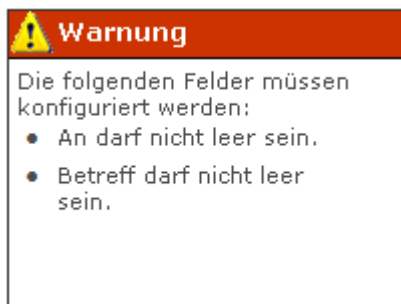 Warnung
Die folgenden Felder müssen
konfiguriert werden:
An darf nicht leer sein.
Betreff darf nicht leer
sein.